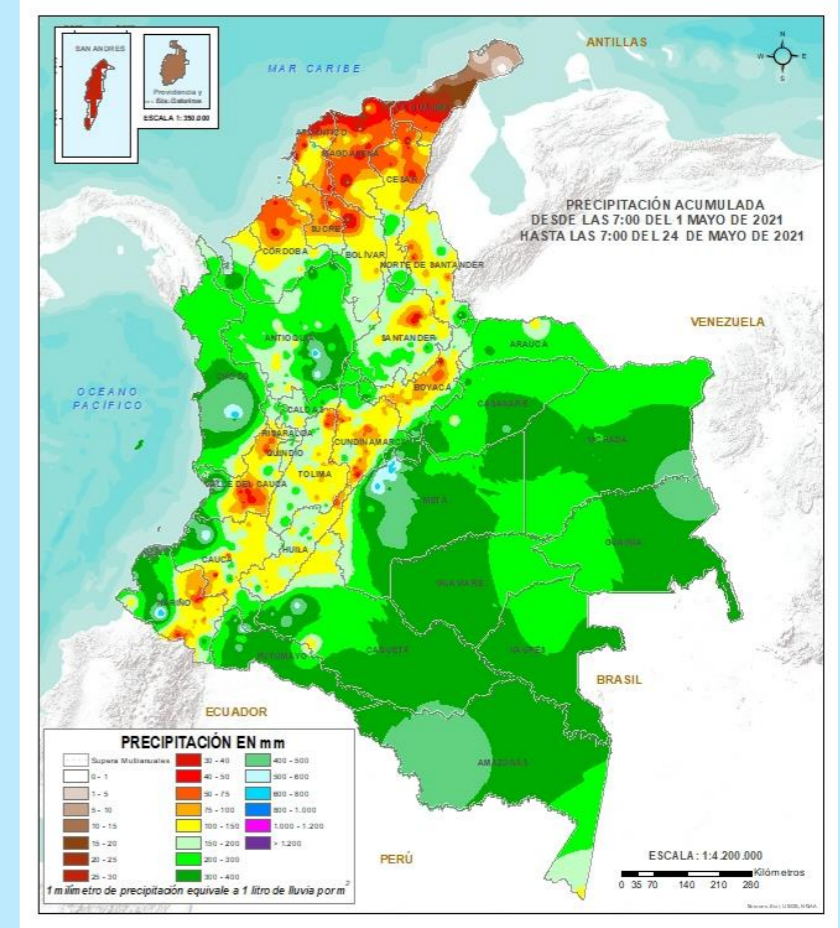 SAN ANDRES
Providencia y
Sta. Catalina
ESCALA 1: 350.000
MAR CARIBE
ANTILLAS
N
W
E
S
ATLÁNTICO
MAGDALENA
CESAR
PRECIPITACIÓN ACUMULADA
DESDE LAS 7:00 DEL 1 MAYO DE 2021
HASTA LAS 7:00 DEL 24 DE MAYO DE 2021
SUCRE
CÓRDOBA
BOLÍVAR
NORTE DE SANTANDER
VENEZUELA
ANTIOQUIA
SANTANDER
ARAUCA
OCEANO
PACÍFICO
CHOCÓ
BOYACÁ
CASANARE
CALDAS
RISARALDA
CUNDINAMARCA
VICHADA
QUINDIO
TOLIMA
VALLE DEL CAUCA
META
GUAINIA
CAUCA
HUILA
GUAVIARE
NARIÑO
PUTUMAYO
CAQUETA
VAUPES
BRASIL
ECUADOR
AMAZONAS
PERÚ
PRECIPITACIÓN EN mm
Supera Multianuales
0 - 1
1 - 5
5 - 10
10 - 15
15 - 20
20 - 25
25 - 30
30 - 40
40 - 50
50 - 75
75 - 100
100 - 150
150 - 200
200 - 300
300 - 400
400 - 500
500 - 600
600 - 800
800 - 1.000
1.000 - 1.200
> 1.200
1 milímetro de precipitación equivale a 1 litro de lluvia por m2
ESCALA: 1:4.200.000
Kilómetros
0 35 70 140 210 280